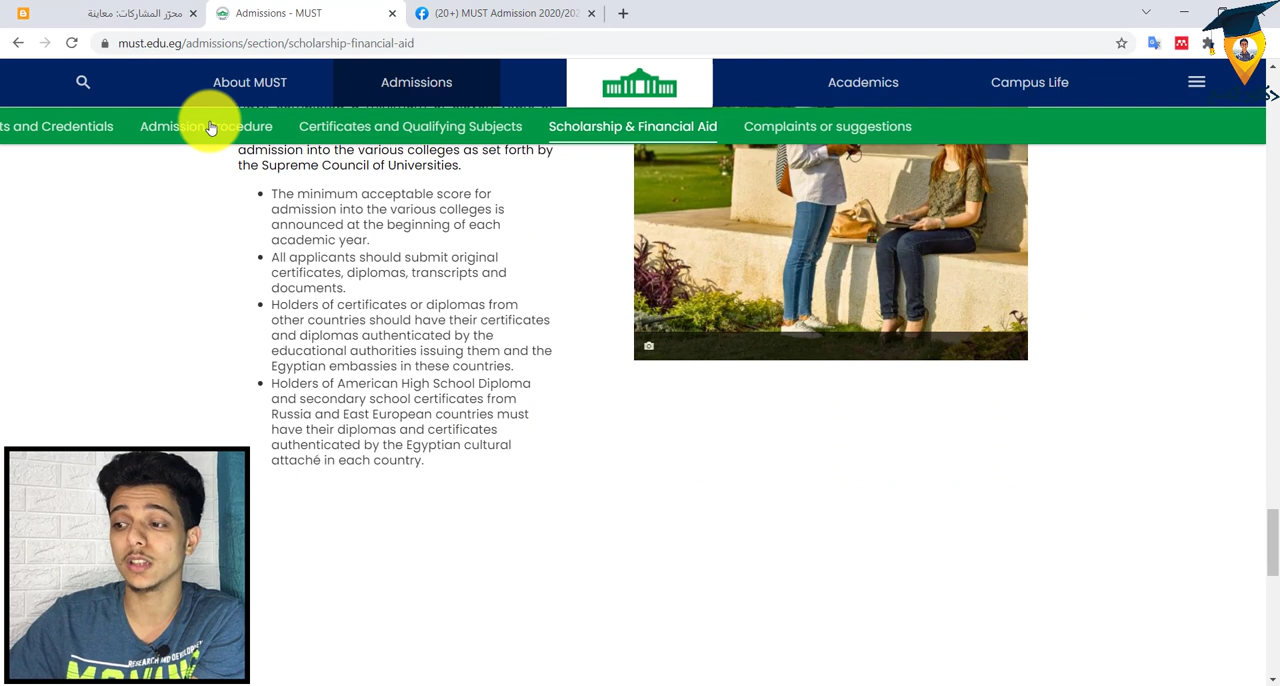 محرّر المشاركات: معاينة
Admissions - MUST
(20+) MUST Admission 2020/202
must.edu.eg/admissions/section/scholarship-financial-aid
About MUST
Admissions
Academics
Campus Life
ts and Credentials
Admission Procedure
Certificates and Qualifying Subjects
Scholarship & Financial Aid
Complaints or suggestions
admission into the various colleges as set forth by
the Supreme Council of Universities.
The minimum acceptable score for
admission into the various colleges is
announced at the beginning of each
academic year.
All applicants should submit original
certificates, diplomas, transcripts and
documents.
Holders of certificates or diplomas from
other countries should have their certificates
and diplomas authenticated by the
educational authorities issuing them and the
Egyptian embassies in these countries.
Holders of American High School Diploma
and secondary school certificates from
Russia and East European countries must
have their diplomas and certificates
authenticated by the Egyptian cultural
attaché in each country.
RESEARCH AND DEVELO